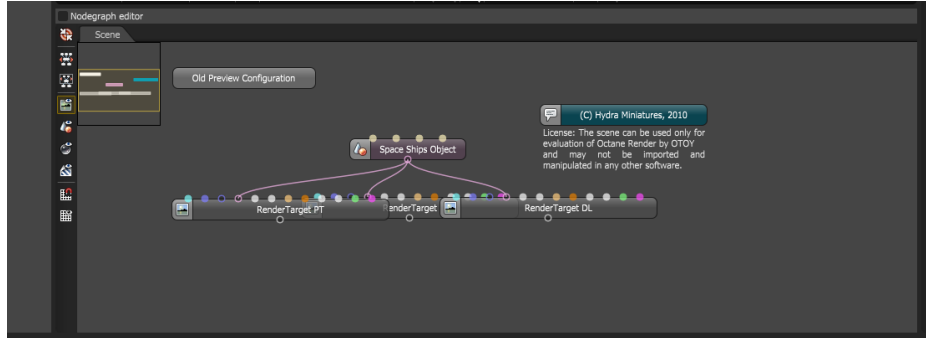 Nodegraph editor
Scene
Old Preview Configuration
(C) Hydra Miniatures, 2010
License: The scene can be used only for
evaluation of Octane Render by OTOY
and may not be imported and
manipulated in any other software.
Space Ships Object
RenderTarget PT
enderTarget
RenderTarget DL